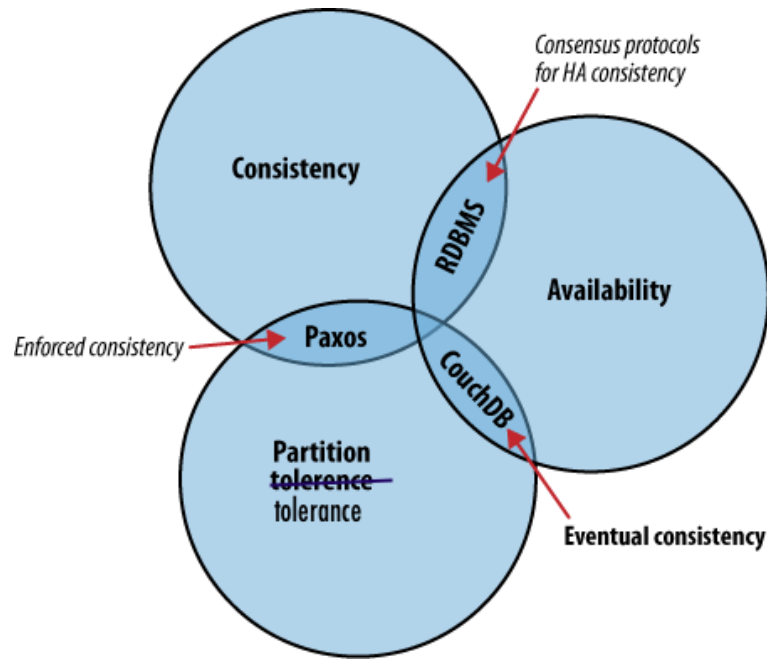 Consensus protocols
for HA consistency
Consistency
RDBMS
Availability
Enforced consistency
Paxos
CouchDB
Partition
tolerence
tolerance
Eventual consistency